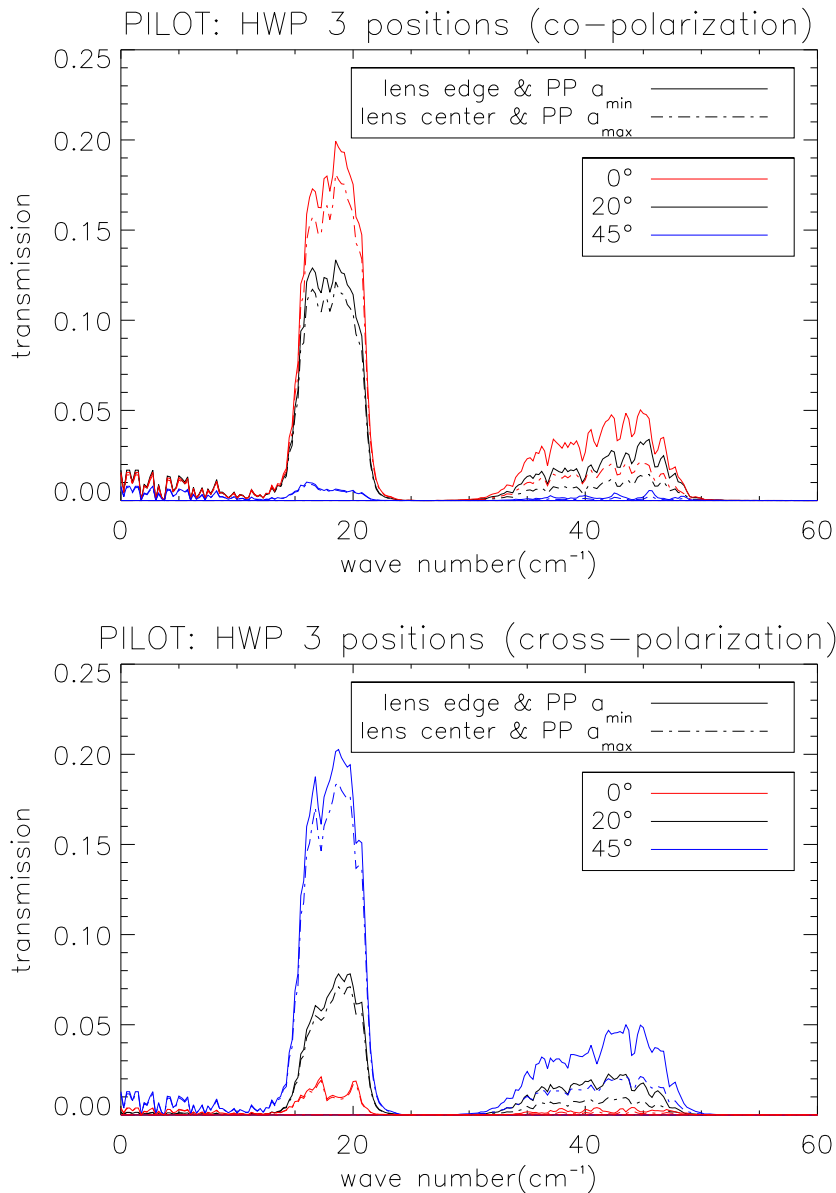 PILOT: HWP 3 positions (co-polarization)
0.25
lens edge & PP a_min
lens center & PP a_max
0.20
0°
20°
45°
0.15
transmission
0.10
0.05
0.00
0 20 40 60
wave number(cm⁻¹)
PILOT: HWP 3 positions (cross-polarization)
0.25
lens edge & PP a_min
lens center & PP a_max
0.20
0°
20°
45°
0.15
transmission
0.10
0.05
0.00
0 20 40 60
wave number(cm⁻¹)